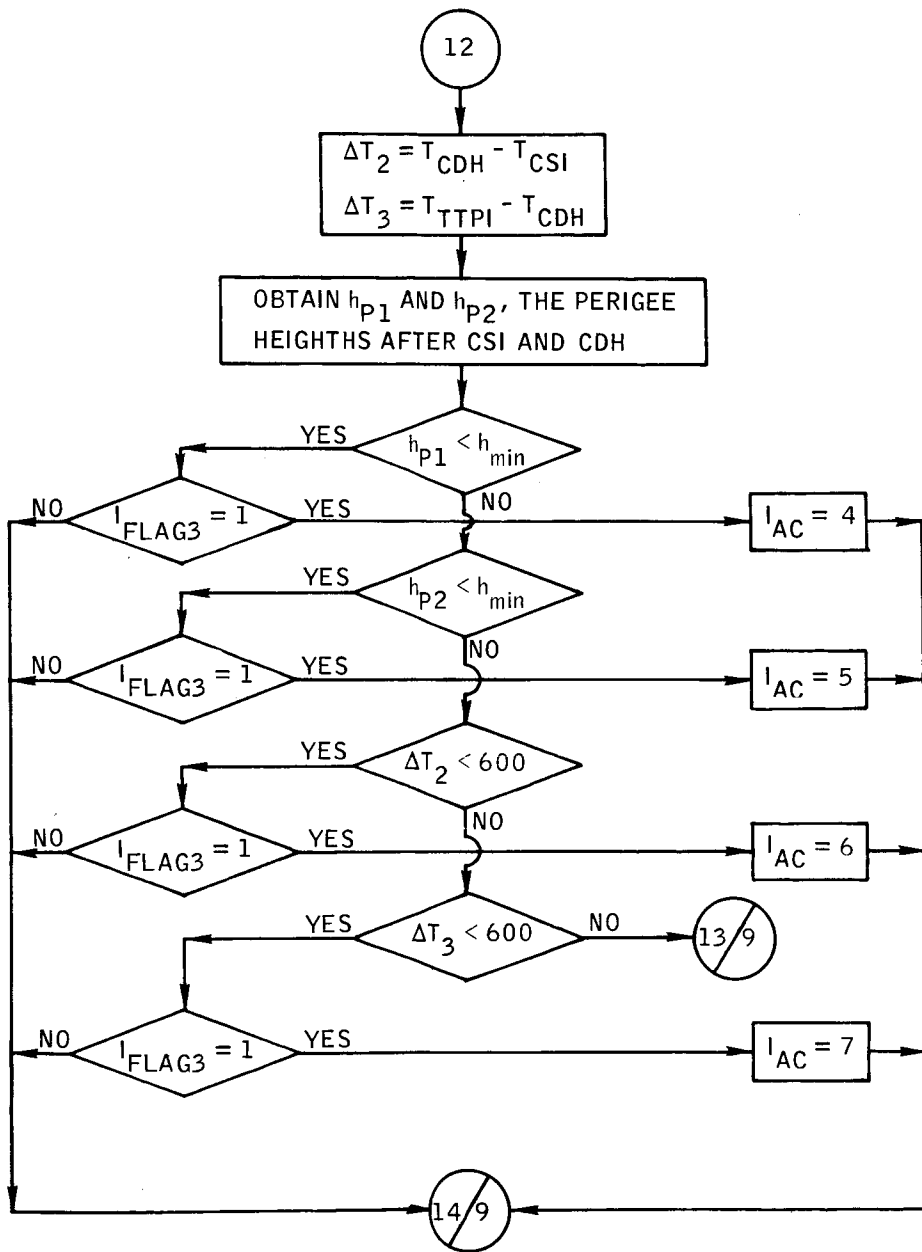 12
ΔT2 = TCDH - TCSI
ΔT3 = TTTPI - TCDH
OBTAIN hP1 AND hP2, THE PERIGEE
HEIGHTHS AFTER CSI AND CDH
YES
hP1 < hmin
NO
NO
IFLAG3 = 1
YES
IAC = 4
YES
hP2 < hmin
NO
NO
IFLAG3 = 1
YES
IAC = 5
YES
ΔT2 < 600
NO
NO
IFLAG3 = 1
YES
IAC = 6
YES
ΔT3 < 600
NO
13/9
NO
IFLAG3 = 1
YES
IAC = 7
14/9